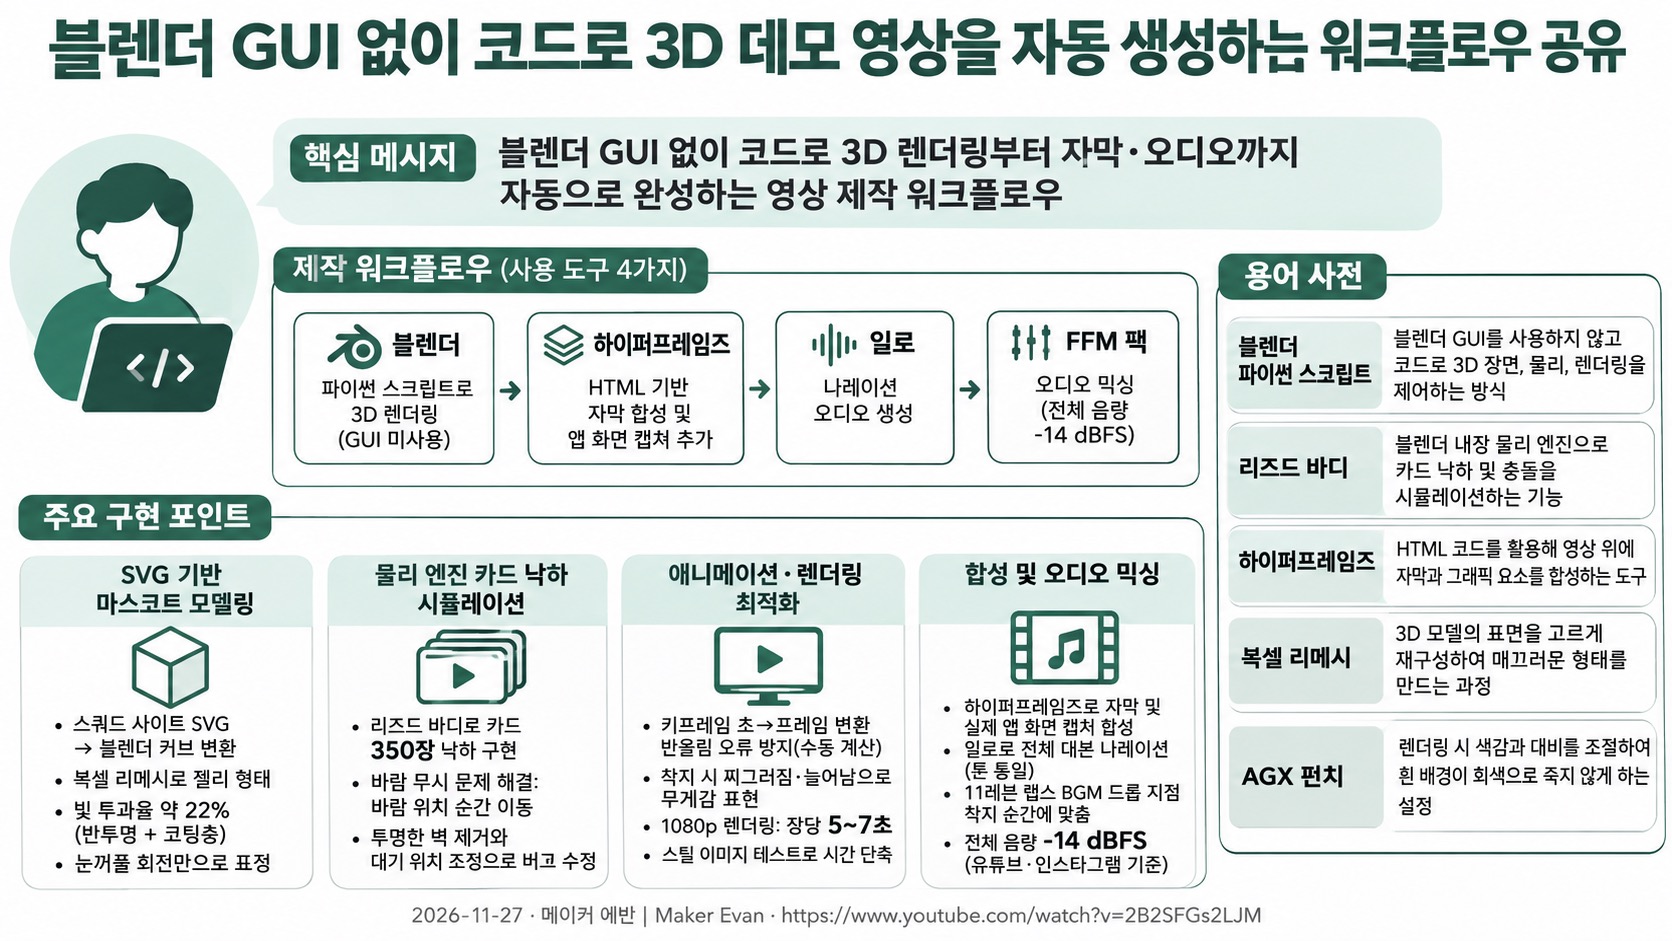 블렌더 GUI 없이 코드로 3D 데모 영상을 자동 생성하는 워크플로우 공유
핵심 메시지
블렌더 GUI 없이 코드로 3D 렌더링부터 자막·오디오까지
자동으로 완성하는 영상 제작 워크플로우
제작 워크플로우 (사용 도구 4가지)
블렌더
파이썬 스크립트로
3D 렌더링
(GUI 미사용)
하이퍼프레임즈
HTML 기반
자막 합성 및
앱 화면 캡쳐 추가
일로
나레이션
오디오 생성
FFM 팩
오디오 믹싱
(전체 음량
-14 dBFS)
주요 구현 포인트
SVG 기반
마스코트 모델링
• 스쿼드 사이트 SVG
→ 블렌더 커브 변환
• 복셀 리메시로 젤리 형태
• 빛 투과율 약 22%
(반투명 + 코팅층)
• 눈꺼풀 회전만으로 표정
물리 엔진 카드 낙하
시뮬레이션
• 리즈드 바디로 카드
350장 낙하 구현
• 바람 무시 문제 해결:
바람 위치 순간 이동
• 투명한 벽 제거와
대기 위치 조정으로 버고 수정
애니메이션·렌더링
최적화
• 키프레임 초→프레임 변환
반올림 오류 방지(수동 계산)
• 착지 시 찌그러짐·늘어남으로
무게감 표현
• 1080p 렌더링: 장당 5~7초
• 스틸 이미지 테스트로 시간 단축
합성 및 오디오 믹싱
• 하이퍼프레임즈로 자막 및
실제 앱 화면 캡처 합성
• 일로로 전체 대본 나레이션
(톤 통일)
• 11레븐 랩스 BGM 드롭 지점
착지 순간에 맞춤
• 전체 음량 -14 dBFS
(유튜브·인스타그램 기준)
용어 사전
블렌더
파이썬 스크립트
블렌더 GUI를 사용하지 않고
코드로 3D 장면, 물리, 렌더링을
제어하는 방식
리즈드 바디
블렌더 내장 물리 엔진으로
카드 낙하 및 충돌을
시뮬레이션하는 기능
하이퍼프레임즈
HTML 코드를 활용해 영상 위에
자막과 그래픽 요소를 합성하는 도구
복셀 리메시
3D 모델의 표면을 고르게
재구성하여 매끄러운 형태를
만드는 과정
AGX 펀치
렌더링 시 색감과 대비를 조절하여
흰 배경이 회색으로 죽지 않게 하는
설정
2026-11-27 · 메이커 에반 | Maker Evan · https://www.youtube.com/watch?v=2B2SFGs2LJM